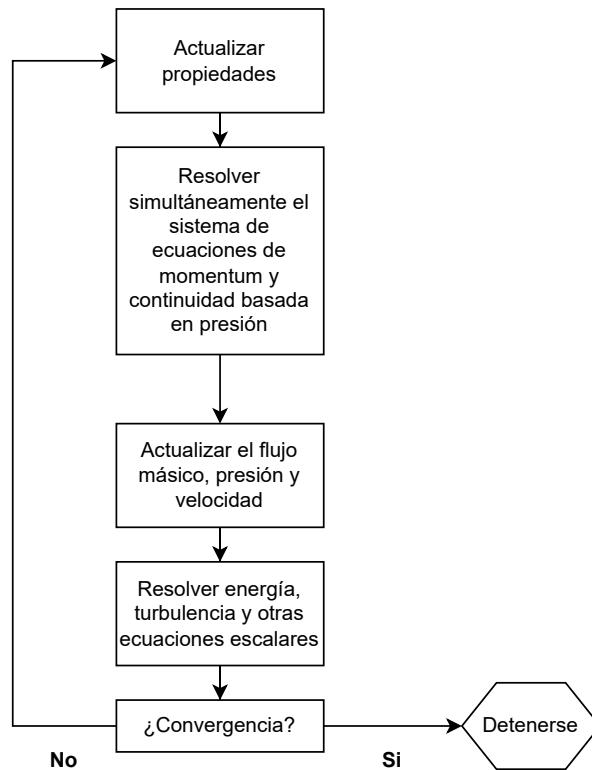 Actualizar
propiedades
Resolver
simultáneamente el
sistema de
ecuaciones de
momentum y
continuidad basada
en presión
Actualizar el flujo
másico, presión y
velocidad
Resolver energía,
turbulencia y otras
ecuaciones escalares
¿Convergencia?
Detenerse
No
Si